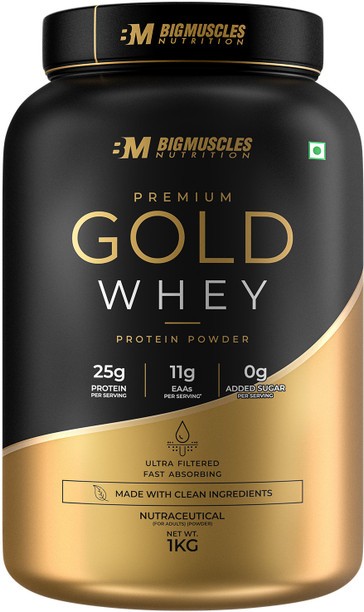 BM BIGMUSCLES
NUTRITION
BM BIGMUSCLES
NUTRITION
PREMIUM
GOLD
WHEY
PROTEIN POWDER
25g 11g 0g
PROTEIN EAAs ADDED SUGAR
PER SERVING PER SERVING* PER SERVING
ULTRA FILTERED
FAST ABSORBING
MADE WITH CLEAN INGREDIENTS
NUTRACEUTICAL
(FOR ADULTS) (POWDER)
NET WT.
1KG